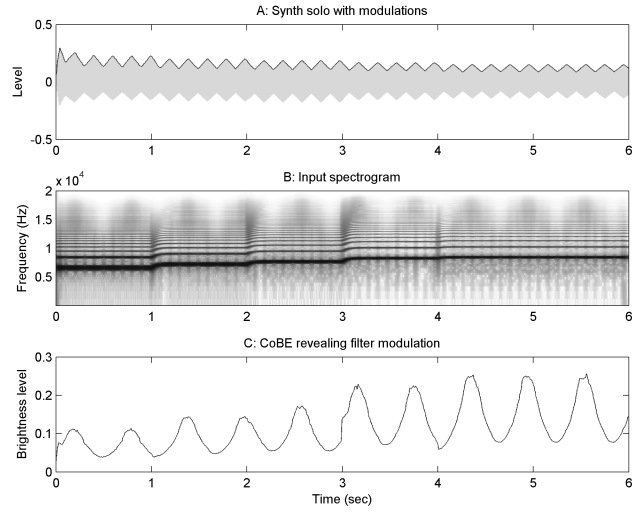 A: Synth solo with modulations
0.5
0
-0.5
Level
0 1 2 3 4 5 6
B: Input spectrogram
x 10^4
2
1.5
1
0.5
Frequency (Hz)
0 1 2 3 4 5 6
C: CoBE revealing filter modulation
0.3
0.2
0.1
0
Brightness level
0 1 2 3 4 5 6
Time (sec)